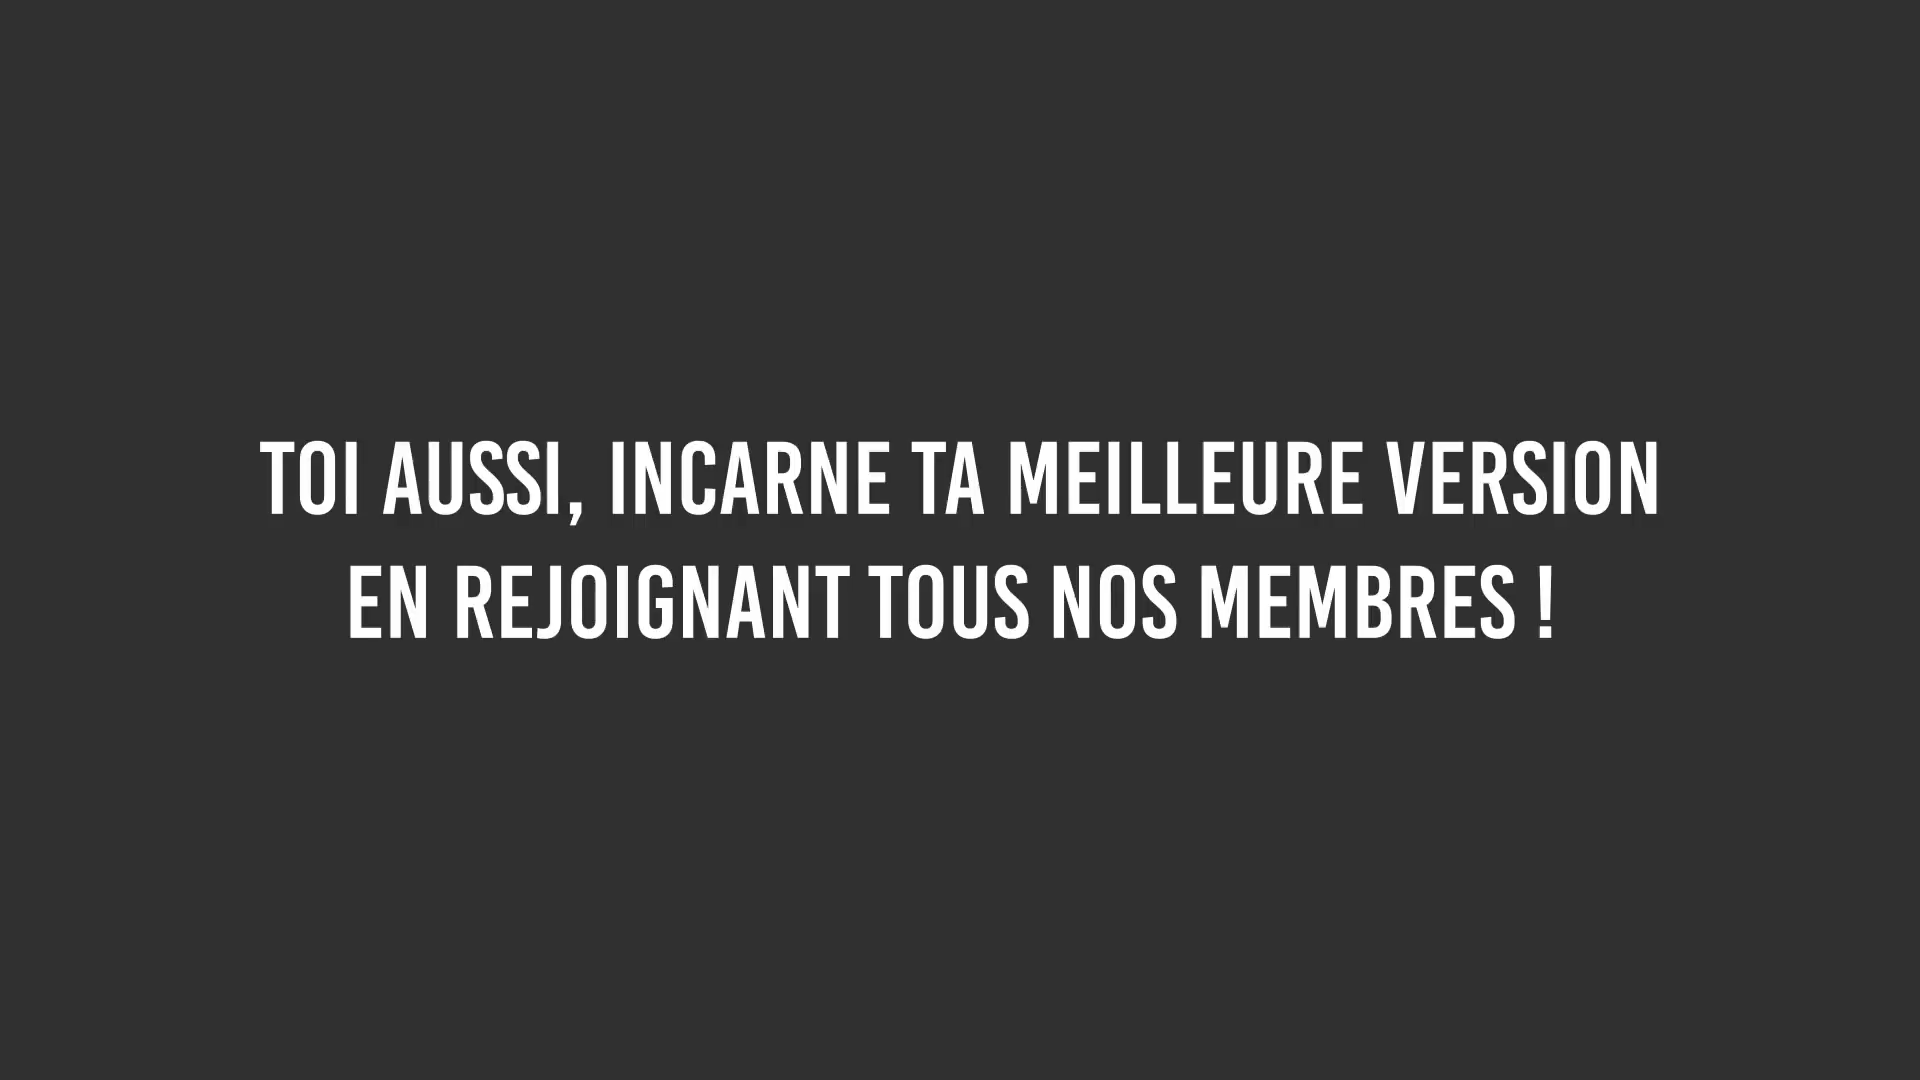 TOI AUSSI, INCARNE TA MEILLEURE VERSION
EN REJOIGNANT TOUS NOS MEMBRES !